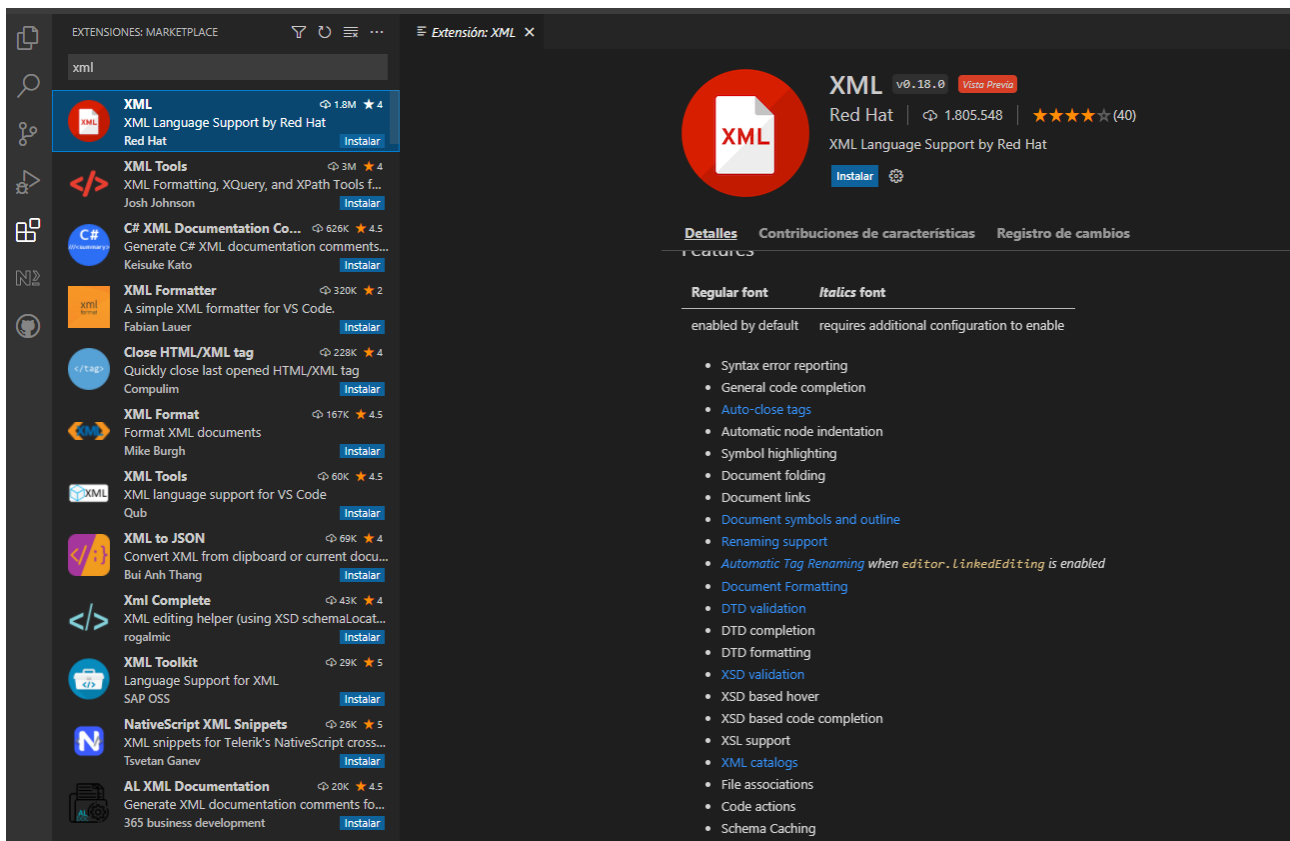 EXTENSIONES: MARKETPLACE
xml
XML 1.8M ★ 4
XML Language Support by Red Hat
Red Hat Instalar
XML Tools 3M ★ 4
XML Formatting, XQuery, and XPath Tools f...
Josh Johnson Instalar
C# XML Documentation Co... 626K ★ 4.5
Generate C# XML documentation comments...
Keisuke Kato Instalar
XML Formatter 320K ★ 2
A simple XML formatter for VS Code.
Fabian Lauer Instalar
Close HTML/XML tag 228K ★ 4
Quickly close last opened HTML/XML tag
Compulim Instalar
XML Format 167K ★ 4.5
Format XML documents
Mike Burgh Instalar
XML Tools 60K ★ 4.5
XML language support for VS Code
Qub Instalar
XML to JSON 69K ★ 4
Convert XML from clipboard or current docu...
Bui Anh Thang Instalar
Xml Complete 43K ★ 4
XML editing helper (using XSD schemaLocat...
rogalmic Instalar
XML Toolkit 29K ★ 5
Language Support for XML
SAP OSS Instalar
NativeScript XML Snippets 26K ★ 5
XML snippets for Telerik's NativeScript cross...
Tsvetan Ganev Instalar
AL XML Documentation 20K ★ 4.5
Generate XML documentation comments fo...
365 business development Instalar
Extensión: XML
XML
XML v0.18.0 Vista Previa
Red Hat 1.805.548 ★★★★☆(40)
XML Language Support by Red Hat
Instalar
Detalles Contribuciones de características Registro de cambios
Features
Regular font Italics font
enabled by default requires additional configuration to enable
• Syntax error reporting
• General code completion
• Auto-close tags
• Automatic node indentation
• Symbol highlighting
• Document folding
• Document links
• Document symbols and outline
• Renaming support
• Automatic Tag Renaming when editor.linkedEditing is enabled
• Document Formatting
• DTD validation
• DTD completion
• DTD formatting
• XSD validation
• XSD based hover
• XSD based code completion
• XSL support
• XML catalogs
• File associations
• Code actions
• Schema Caching